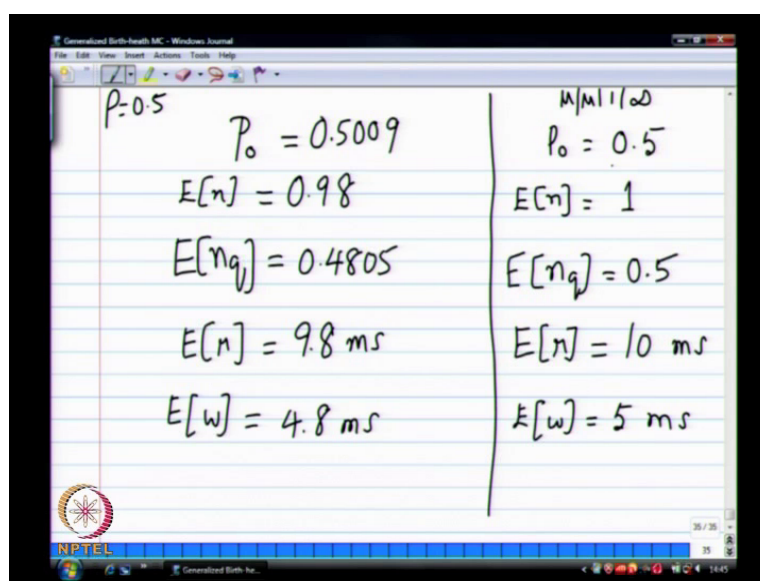 Generalized Birth-heath MC - Windows Journal
File Edit View Insert Actions Tools Help
ρ=0.5
P₀ = 0.5009
E[n] = 0.98
E[nq] = 0.4805
E[r] = 9.8 ms
E[w] = 4.8 ms
M/M/1/∞
P₀ = 0.5
E[n] = 1
E[nq] = 0.5
E[r] = 10 ms
E[w] = 5 ms
35/35
35
NPTEL
Generalized Birth-he...
14:45